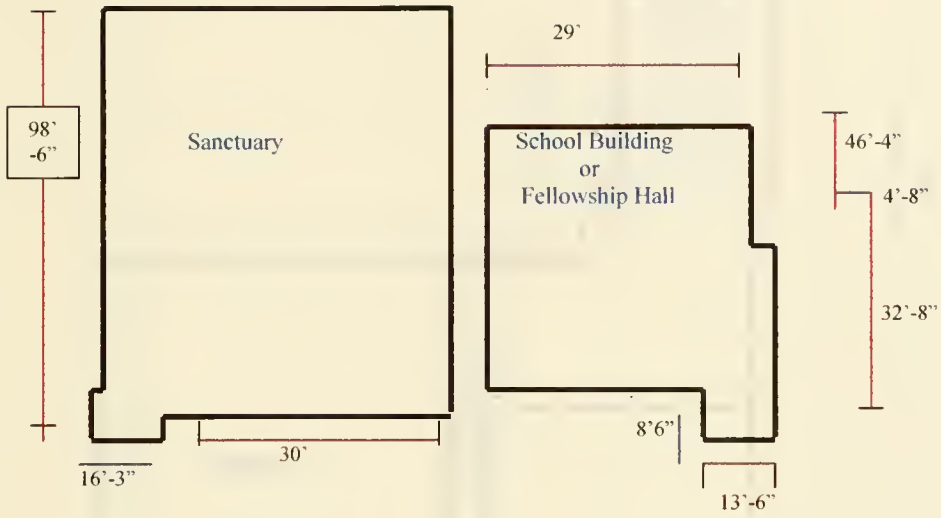 98'
-6”
Sanctuary
30'
16'-3”
29'
School Building
or
Fellowship Hall
46'-4”
4'-8”
32'-8”
8'6”
13'-6”